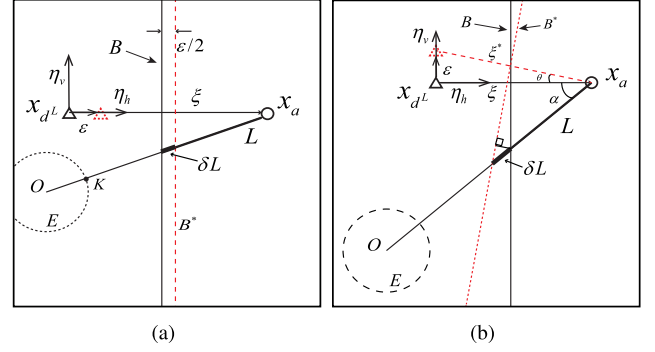 B
ε/2
η_v
η_h
ξ
x_a
x_{d^L}
ε
L
δL
O
K
E
B*
(a)
B
B*
η_v
ξ*
ε
θ
x_a
x_{d^L}
η_h
ξ
α
L
δL
O
E
(b)